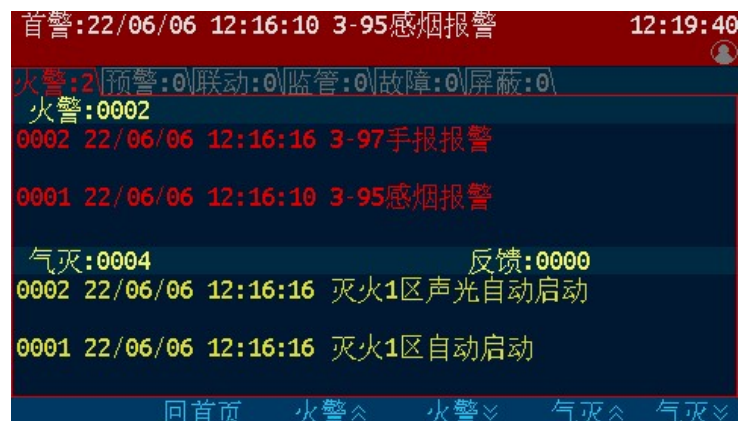 首警:22/06/06 12:16:10 3-95感烟报警 12:19:40
火警:2\预警:0\联动:0\监管:0\故障:0\屏蔽:0\
火警:0002
0002 22/06/06 12:16:16 3-97手报报警
0001 22/06/06 12:16:10 3-95感烟报警
气灭:0004 反馈:0000
0002 22/06/06 12:16:16 灭火1区声光自动启动
0001 22/06/06 12:16:16 灭火1区自动启动
回首页 火警︽ 火警︾ 气灭︽ 气灭︾